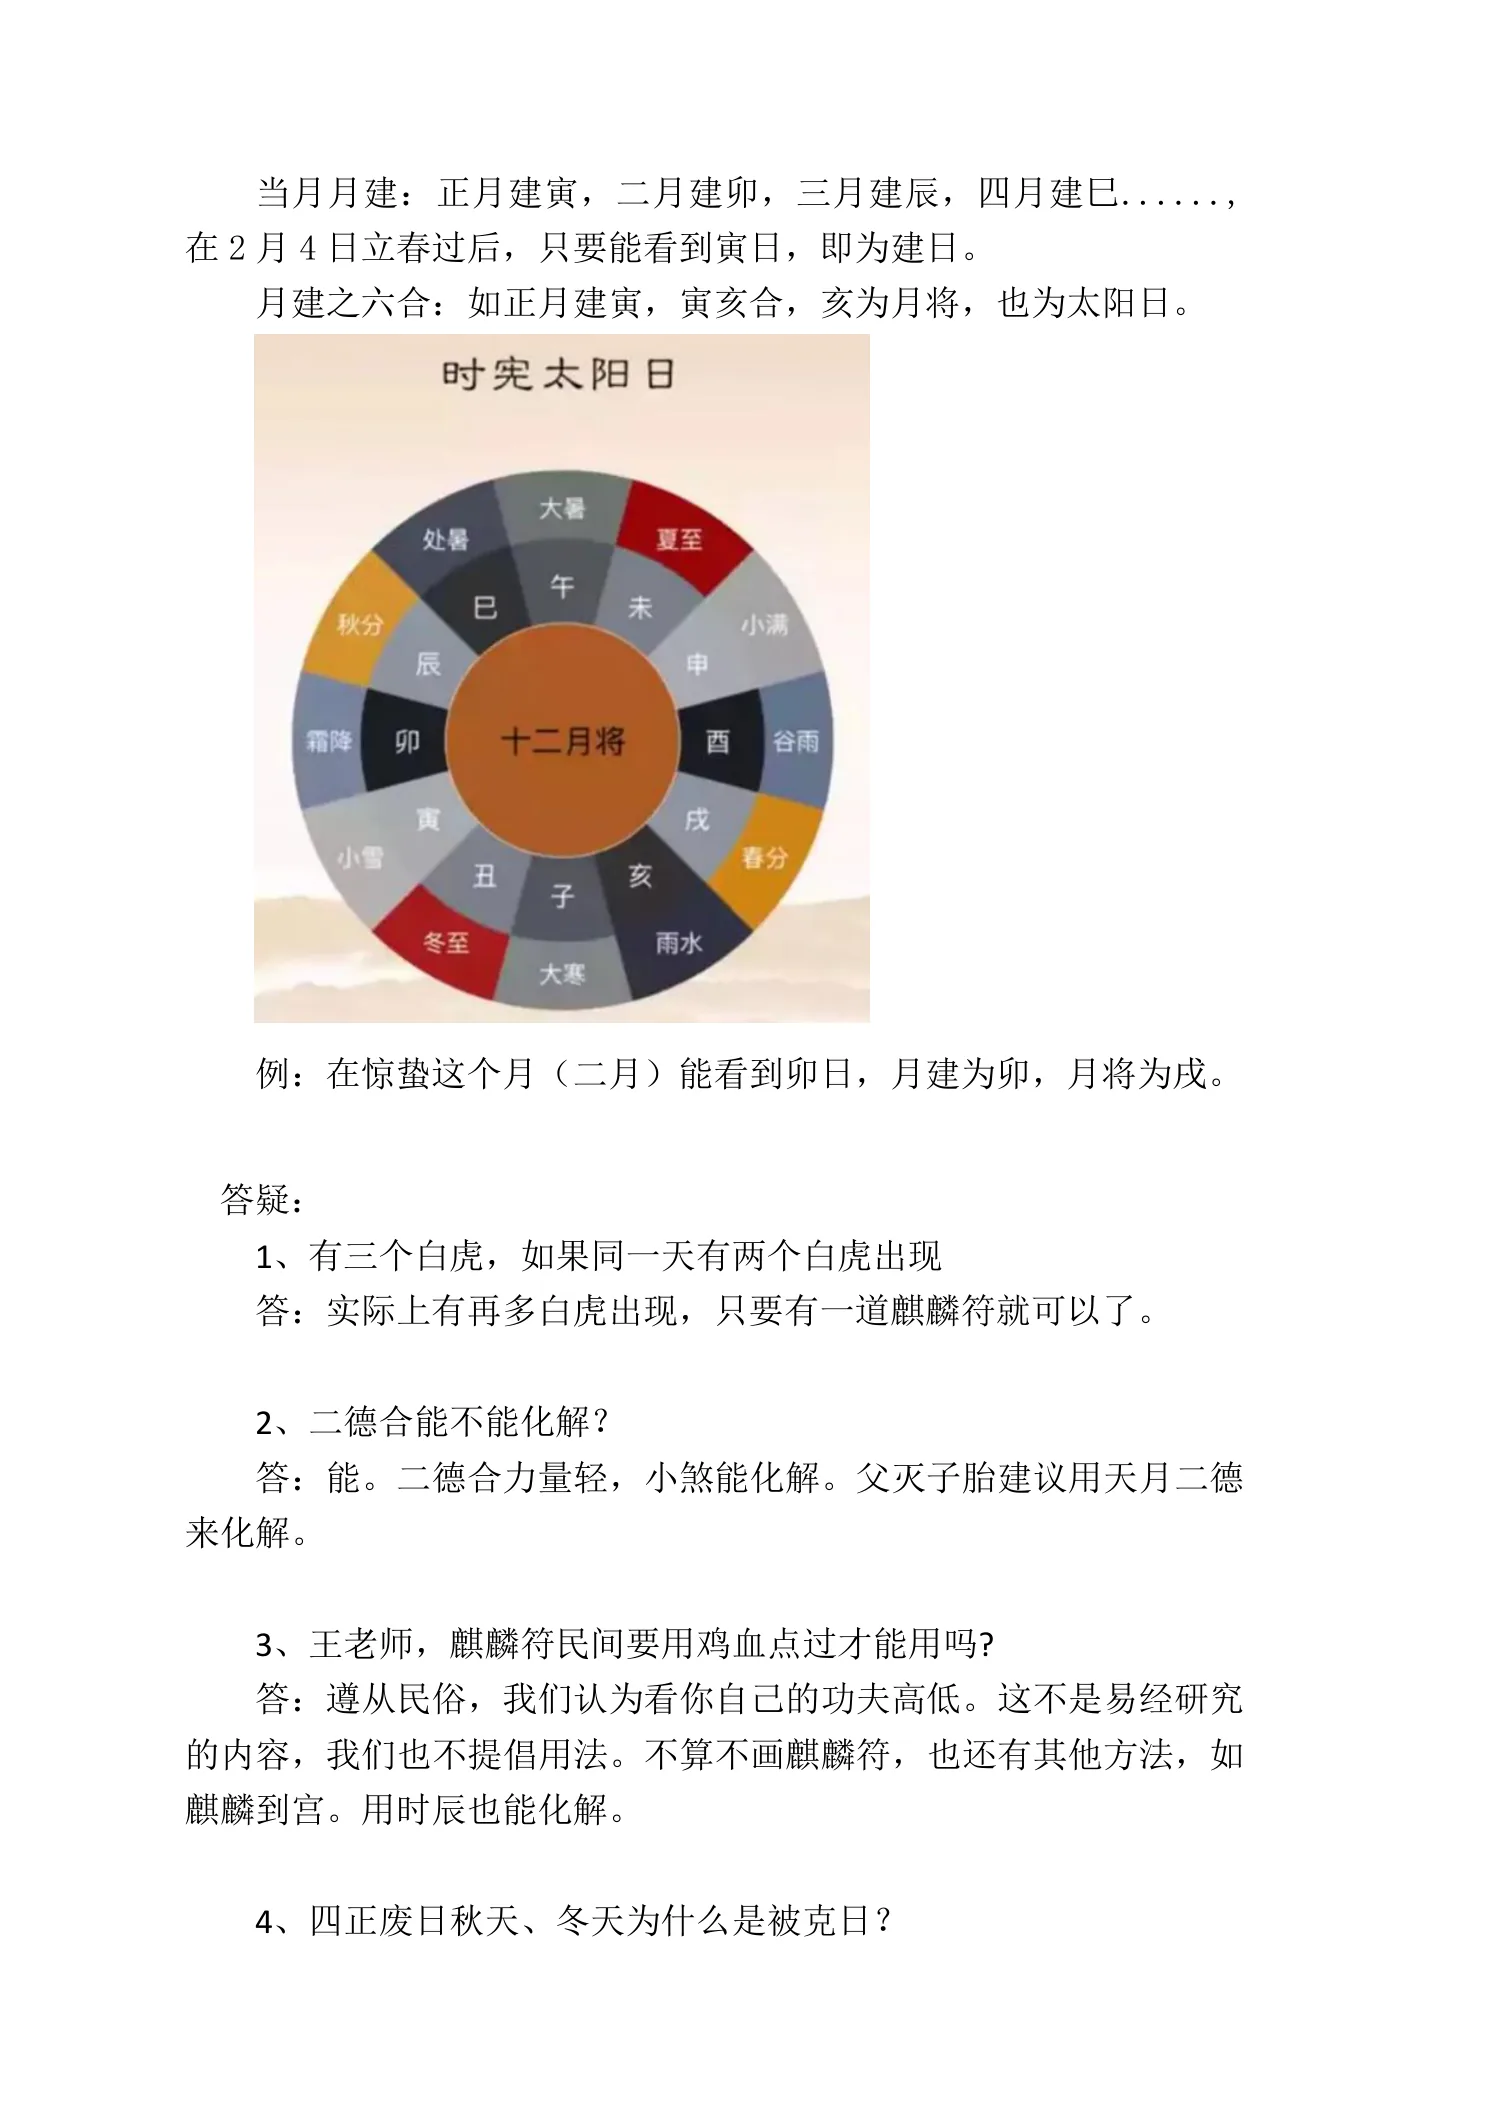 当月月建：正月建寅，二月建卯，三月建辰，四月建巳......，
在2月4日立春过后，只要能看到寅日，即为建日。
月建之六合：如正月建寅，寅亥合，亥为月将，也为太阳日。
时宪太阳日
大暑
处暑
夏至
午
巳
未
秋分
小满
辰
申
霜降
卯
十二月将
酉
谷雨
寅
戌
小雪
春分
丑
亥
子
冬至
雨水
大寒
例：在惊蛰这个月（二月）能看到卯日，月建为卯，月将为戌。
答疑：
1、有三个白虎，如果同一天有两个白虎出现
答：实际上有再多白虎出现，只要有一道麒麟符就可以了。
2、二德合能不能化解？
答：能。二德合力量轻，小煞能化解。父灭子胎建议用天月二德
来化解。
3、王老师，麒麟符民间要用鸡血点过才能用吗?
答：遵从民俗，我们认为看你自己的功夫高低。这不是易经研究
的内容，我们也不提倡用法。不算不画麒麟符，也还有其他方法，如
麒麟到宫。用时辰也能化解。
4、四正废日秋天、冬天为什么是被克日？